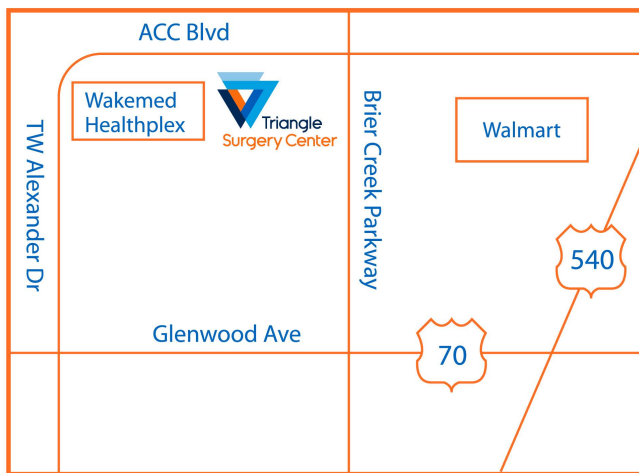 ACC Blvd
Wakemed
Healthplex
Triangle
Surgery Center
TW Alexander Dr
Brier Creek Parkway
Walmart
540
Glenwood Ave
70